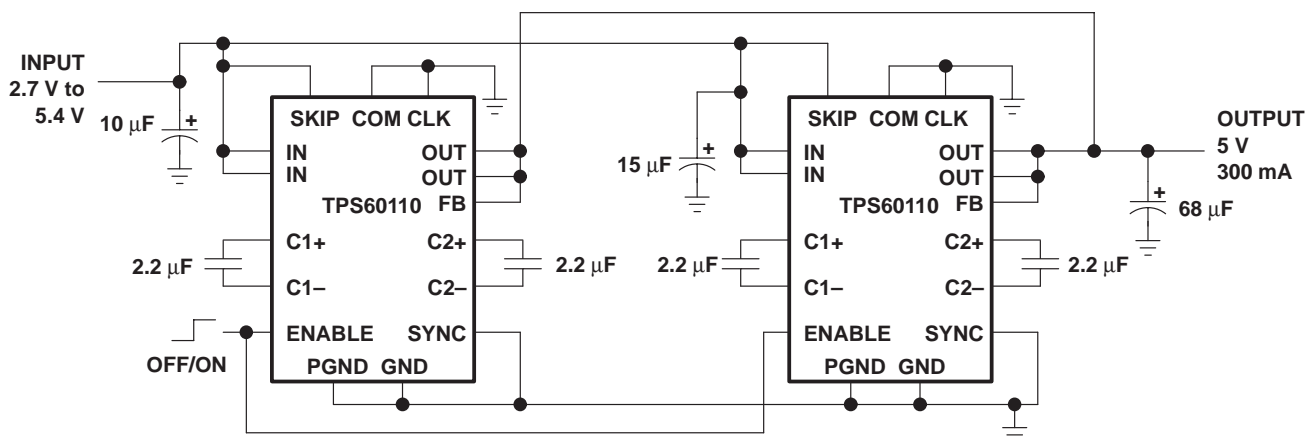 INPUT
2.7 V to
5.4 V
10 μF
+
SKIP COM CLK
IN
IN
OUT
OUT
TPS60110 FB
C1+
C2+
2.2 μF
2.2 μF
C1–
C2–
ENABLE SYNC
PGND GND
OFF/ON
15 μF
+
SKIP COM CLK
IN
IN
OUT
OUT
TPS60110 FB
C1+
C2+
2.2 μF
2.2 μF
C1–
C2–
ENABLE SYNC
PGND GND
OUTPUT
5 V
300 mA
+
68 μF